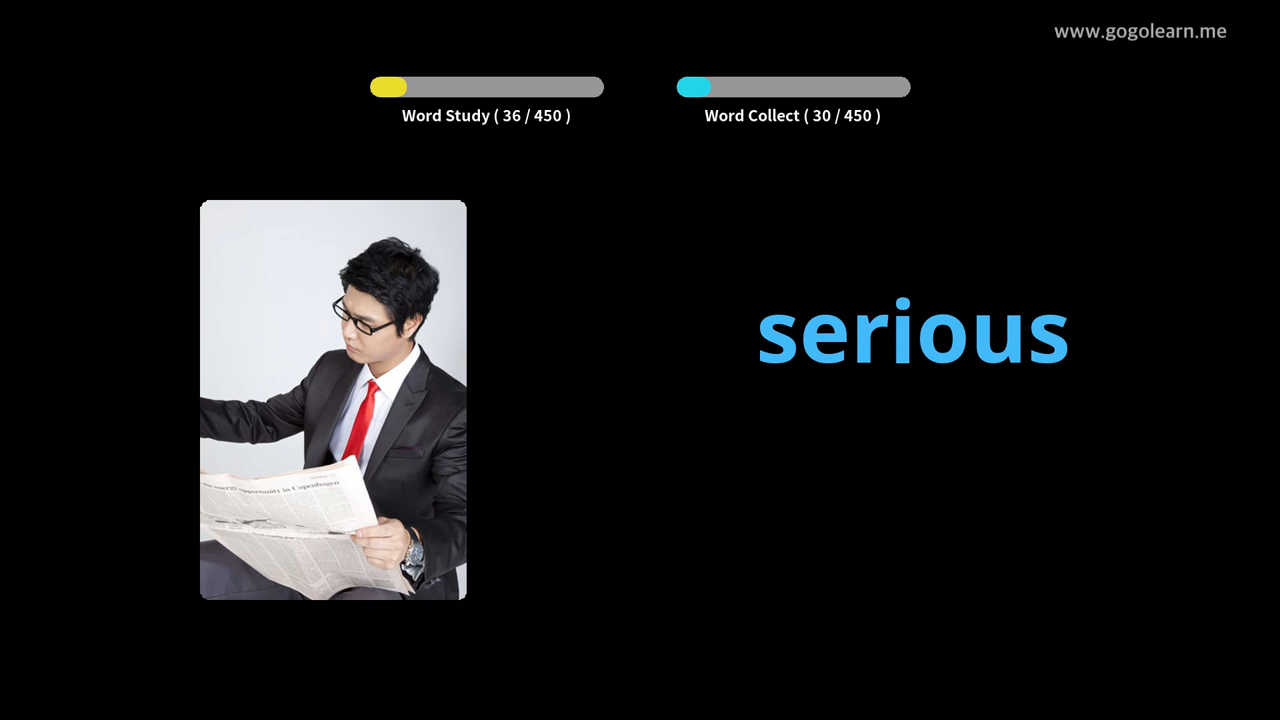 www.gogolearn.me
Word Study ( 36 / 450 )
Word Collect ( 30 / 450 )
serious
opportunity in Copenhagen